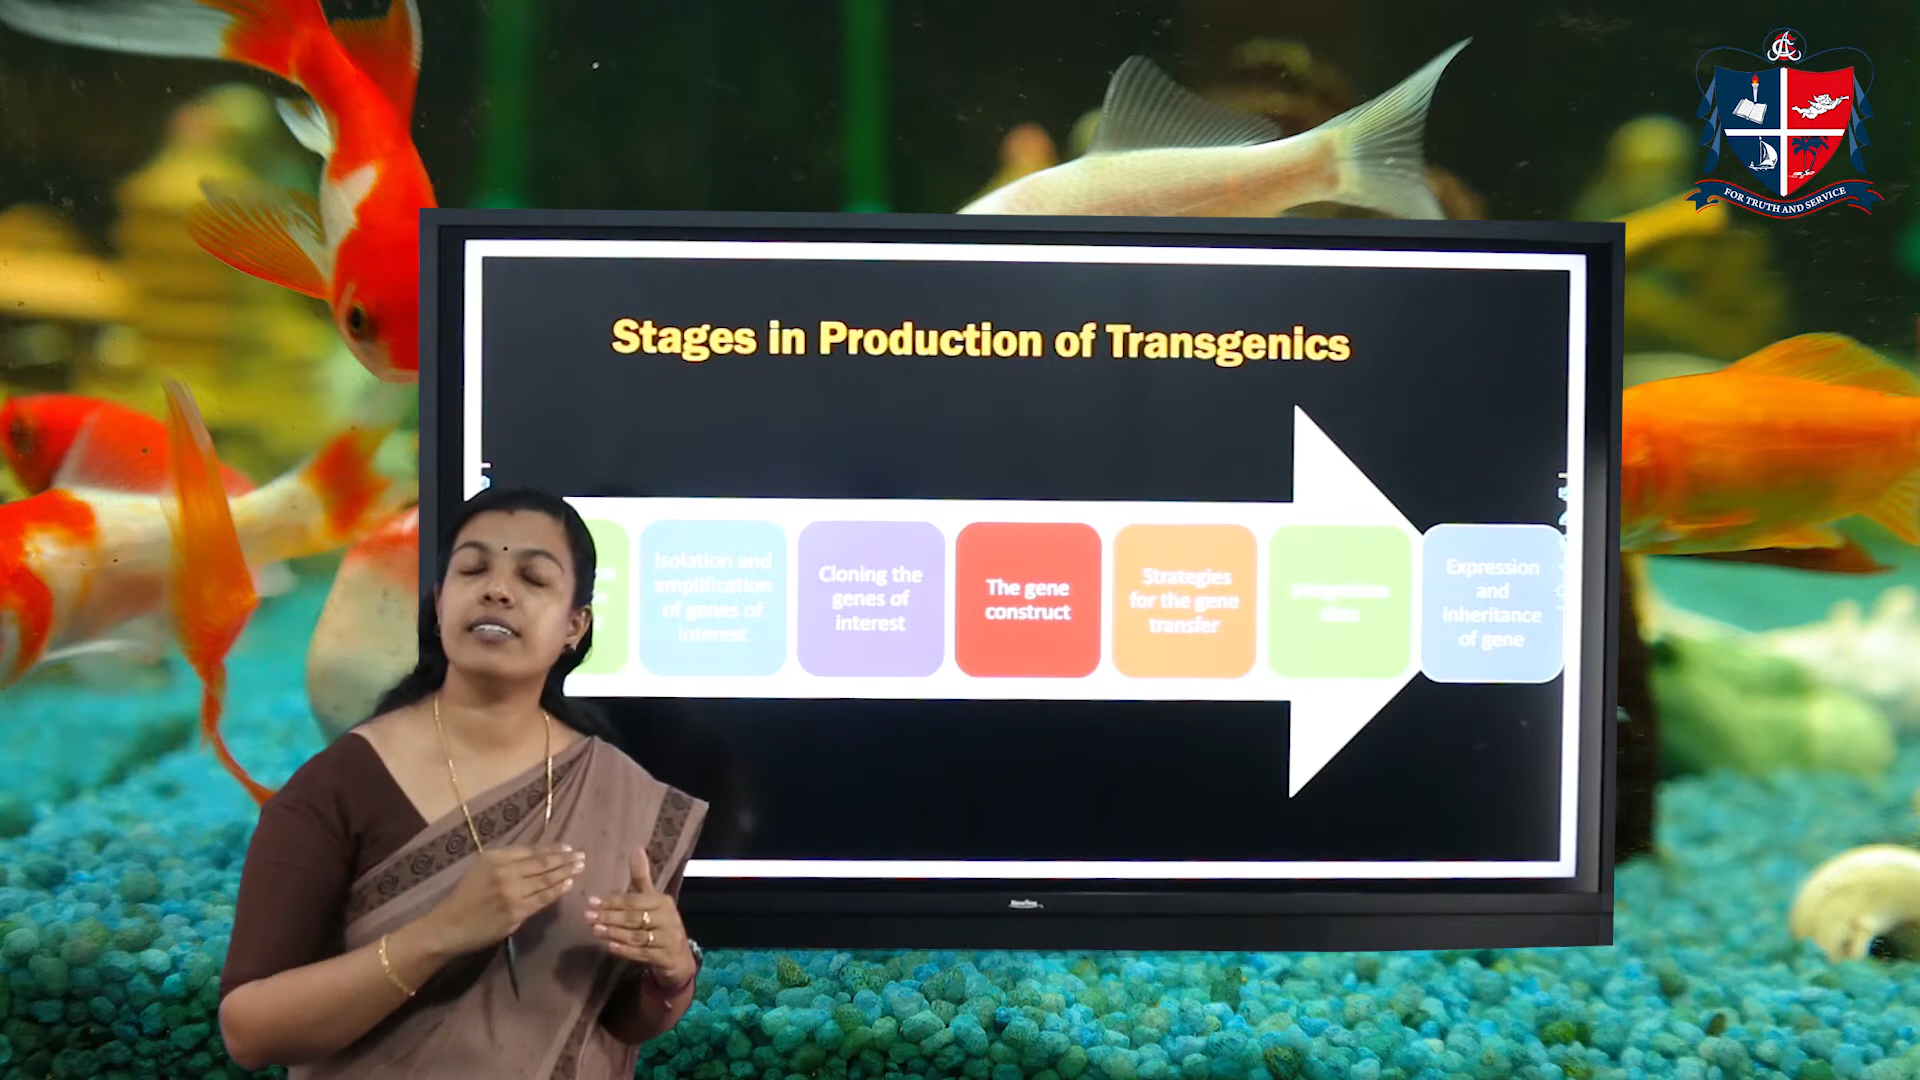 FOR TRUTH AND SERVICE
Stages in Production of Transgenics
Isolation and
amplification
of genes of
interest
Cloning the
genes of
interest
The gene
construct
Strategies
for the gene
transfer
Expression
and
inheritance
of gene